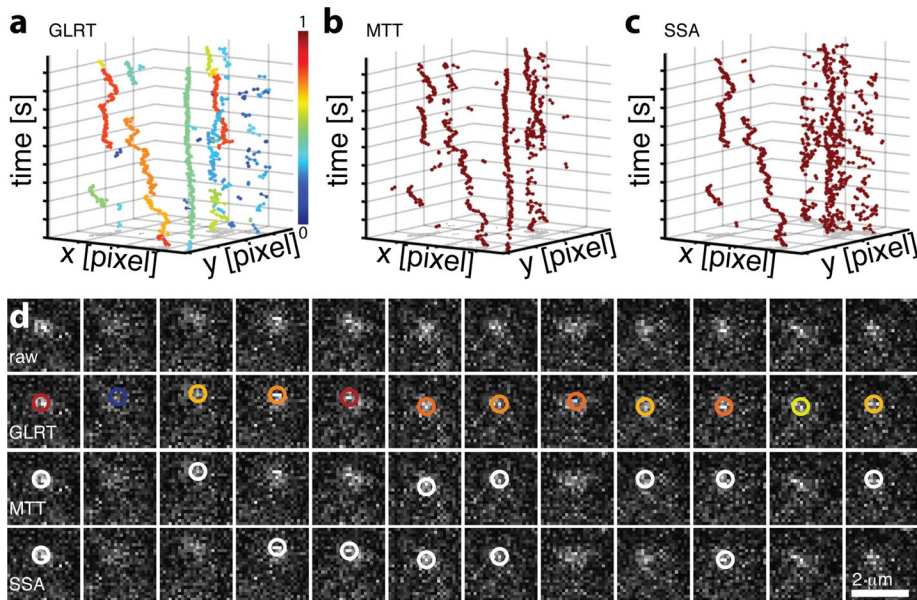 a GLRT
1
0
time [s]
x [pixel]
y [pixel]
b MTT
time [s]
x [pixel]
y [pixel]
c SSA
time [s]
x [pixel]
y [pixel]
d
raw
GLRT
MTT
SSA
2 μm